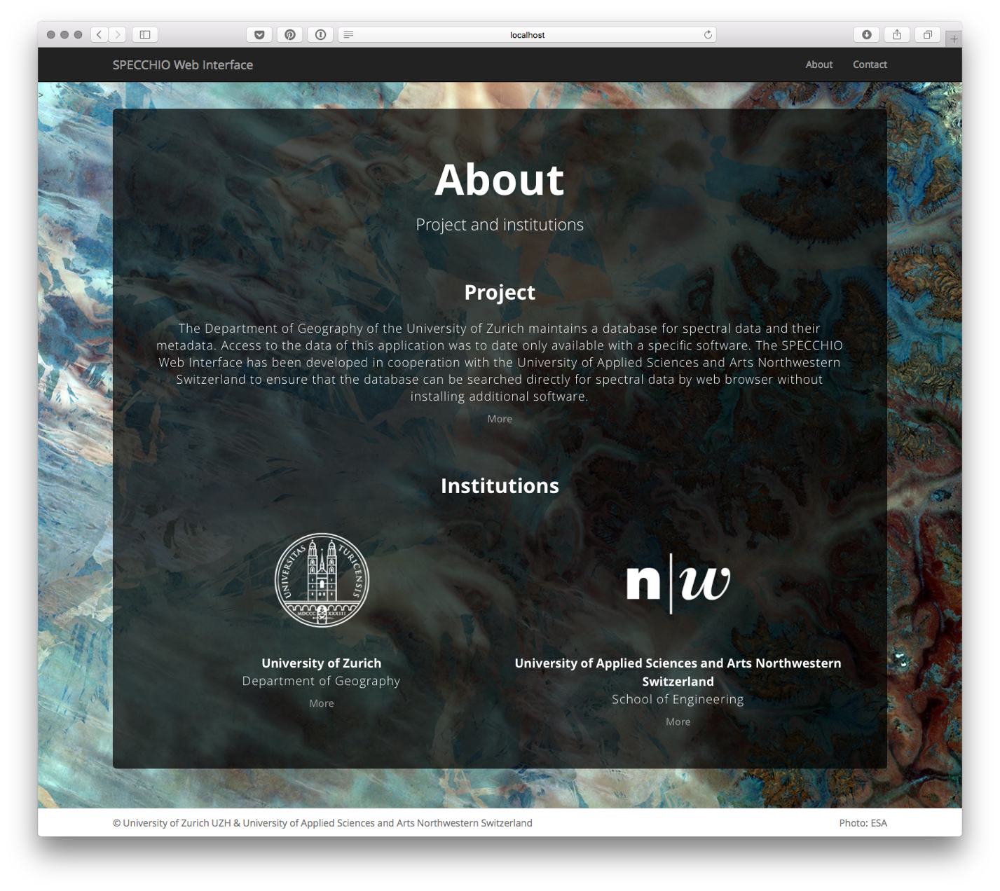 localhost
SPECCHIO Web Interface
About
Contact
>
About
Project and institutions
Project
The Department of Geography of the University of Zurich maintains a database for spectral data and their
metadata. Access to the data of this application was to date only available with a specific software. The SPECCHIO
Web Interface has been developed in cooperation with the University of Applied Sciences and Arts Northwestern
Switzerland to ensure that the database can be searched directly for spectral data by web browser without
installing additional software.
More
Institutions
UNIVERSITAS TURICENSIS
MDCCC XXXIII
n|w
University of Zurich
Department of Geography
More
University of Applied Sciences and Arts Northwestern
Switzerland
School of Engineering
More
© University of Zurich UZH & University of Applied Sciences and Arts Northwestern Switzerland
Photo: ESA